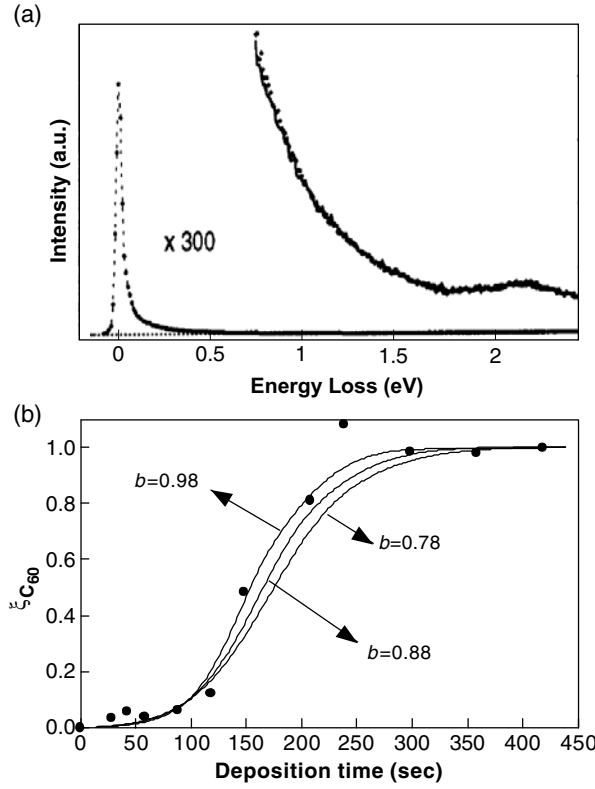 (a)
Intensity (a.u.)
x 300
0 0.5 1 1.5 2
Energy Loss (eV)
(b)
ξC60
1.0
0.8
0.6
0.4
0.2
0.0
b=0.98
b=0.78
b=0.88
0 50 100 150 200 250 300 350 400 450
Deposition time (sec)